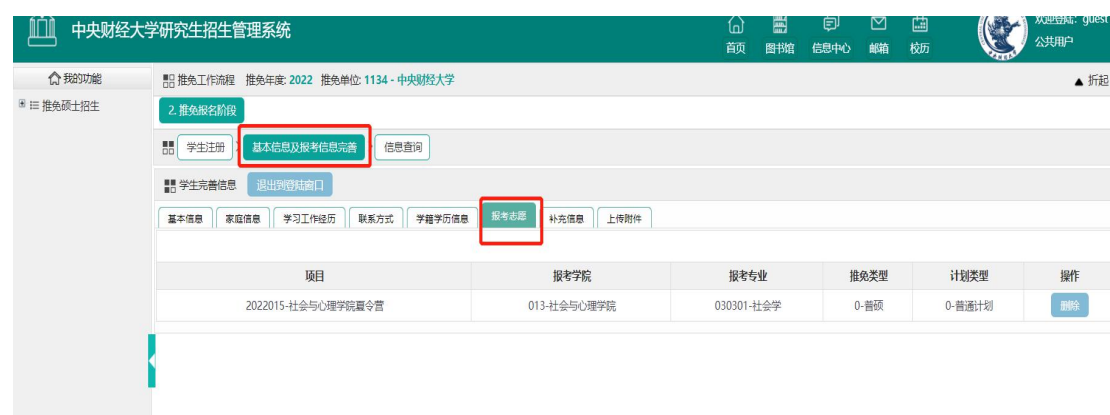 中央财经大学研究生招生管理系统
首页 图书馆 信息中心 邮箱 校历
欢迎登陆: guest
公共用户
我的功能
推免硕士招生
推免工作流程 推免年度: 2022 推免单位: 1134 - 中央财经大学 ▲ 折起
2. 推免报名阶段
学生注册 基本信息及报考信息完善 信息查询
学生完善信息 退出到登陆窗口
基本信息 家庭信息 学习工作经历 联系方式 学籍学历信息 报考志愿 补充信息 上传附件
项目 报考学院 报考专业 推免类型 计划类型 操作
2022015-社会与心理学院夏令营 013-社会与心理学院 030301-社会学 0-普硕 0-普通计划 删除